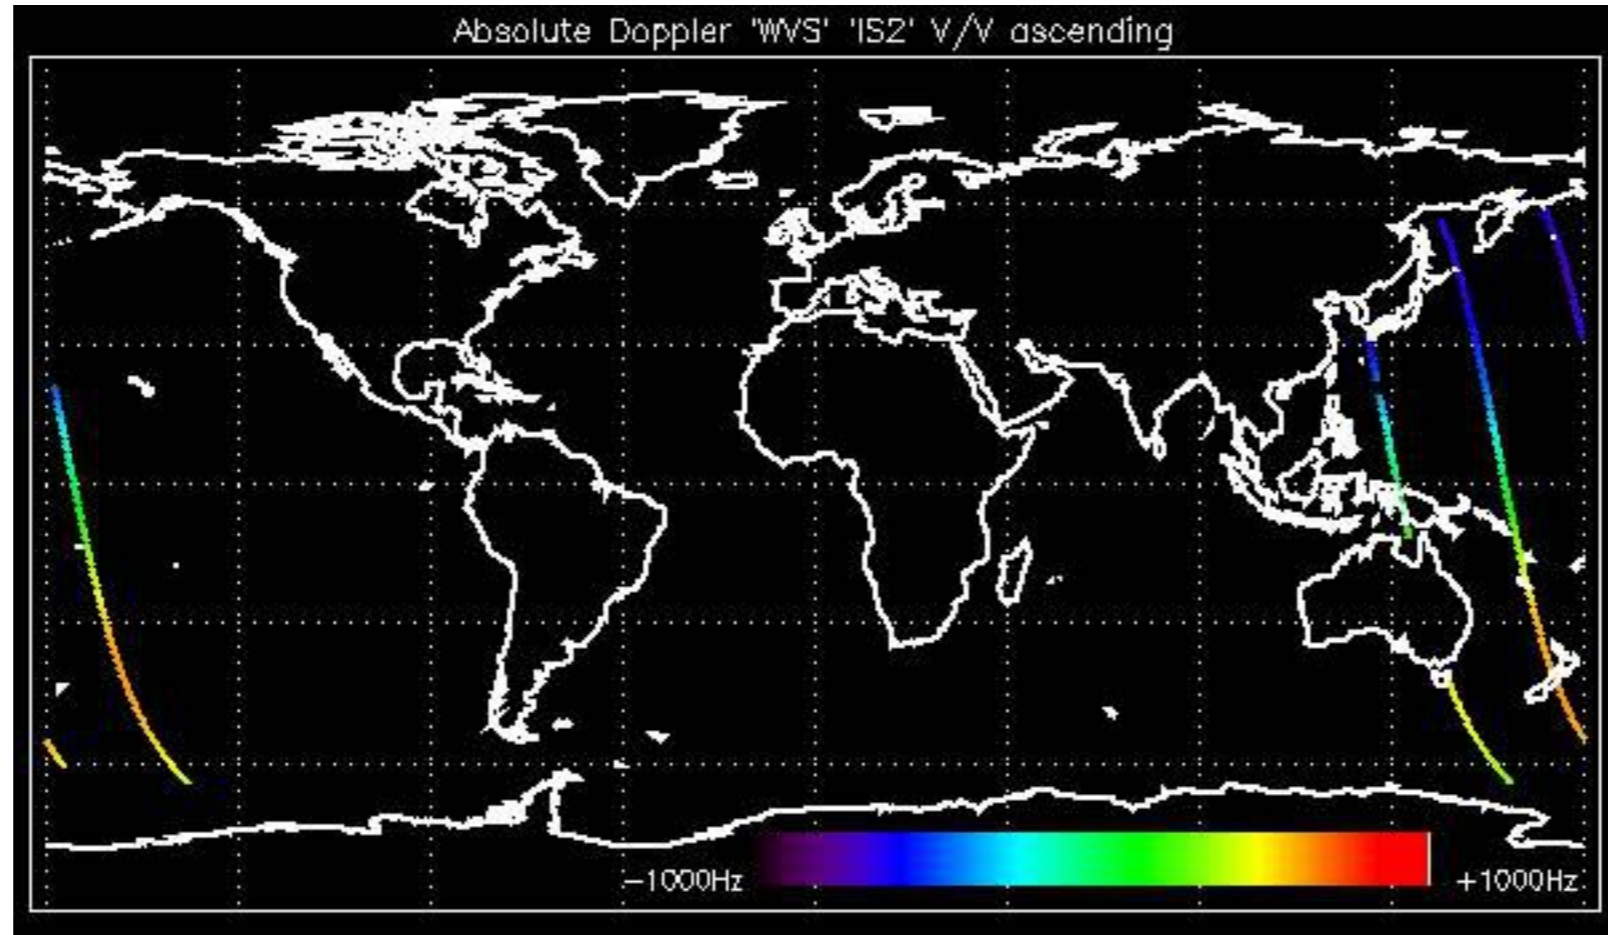 Absolute Doppler 'WVS' 'IS2' V/V ascending
−1000Hz +1000Hz